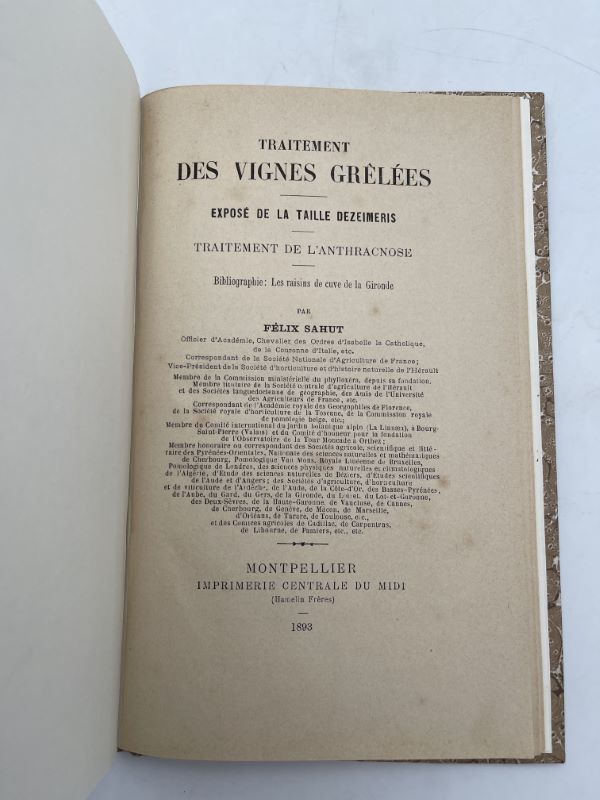 TRAITEMENT
DES VIGNES GRÊLÉES
EXPOSÉ DE LA TAILLE DEZEIMERIS
TRAITEMENT DE L'ANTHRACNOSE
Bibliographie: Les raisins de cuve de la Gironde
PAR
FÉLIX SAHUT
Officier d'Académie, Chevalier des Ordres d'Isabelle la Catholique,
de la Couronne d'Italie, etc.
Correspondant de la Société Nationale d'Agriculture de France;
Vice-Président de la Société d'horticulture et d'histoire naturelle de l'Hérault
Membre de la Commission ministérielle du phylloxéra, depuis sa fondation,
Membre titulaire de la Société centrale d'agriculture de l'Hérault
et des Sociétés languedocienne de géographie, des Amis de l'Université
des Agriculteurs de France, etc.
Correspondant de l'Académie royale des Georgophiles de Florence,
de la Société royale d'horticulture de la Toscane, de la Commission royale
de pomologie belge, etc.;
Membre du Comité international du jardin botanique alpin (La Linnæa), à Bourg-
Saint-Pierre (Valais) et du Comité d'honneur pour la fondation
de l'Observatoire de la Tour Moncade à Orthez;
Membre honoraire ou correspondant des Sociétés agricole, scientifique et litté-
raire des Pyrénées-Orientales, Nationale des sciences naturelles et mathématiques
de Cherbourg, Pomologique Van Mons, Royale Linéenne de Bruxelles,
Pomologique de Londres, des sciences physiques naturelles et climatologiques
de l'Algérie, d'Étude des sciences naturelles de Béziers, d'Études scientifiques
de l'Aude et d'Angers; des Sociétés d'agriculture, d'horticulture
et de viticulture de l'Ardèche, de l'Aude, de la Côte-d'Or, des Basses-Pyrénées,
de l'Aube, du Gard, du Gers, de la Gironde, du Loiret, du Lot-et-Garonne,
des Deux-Sèvres, de la Haute-Garonne, de Vaucluse, de Cannes,
de Cherbourg, de Genève, de Mâcon, de Marseille,
d'Orléans, de Tarare, de Toulouse, etc.,
et des Comices agricoles de Cadillac, de Carpentras,
de Libourne, de Pamiers, etc., etc.
MONTPELLIER
IMPRIMERIE CENTRALE DU MIDI
(Hamelin Frères)
1893